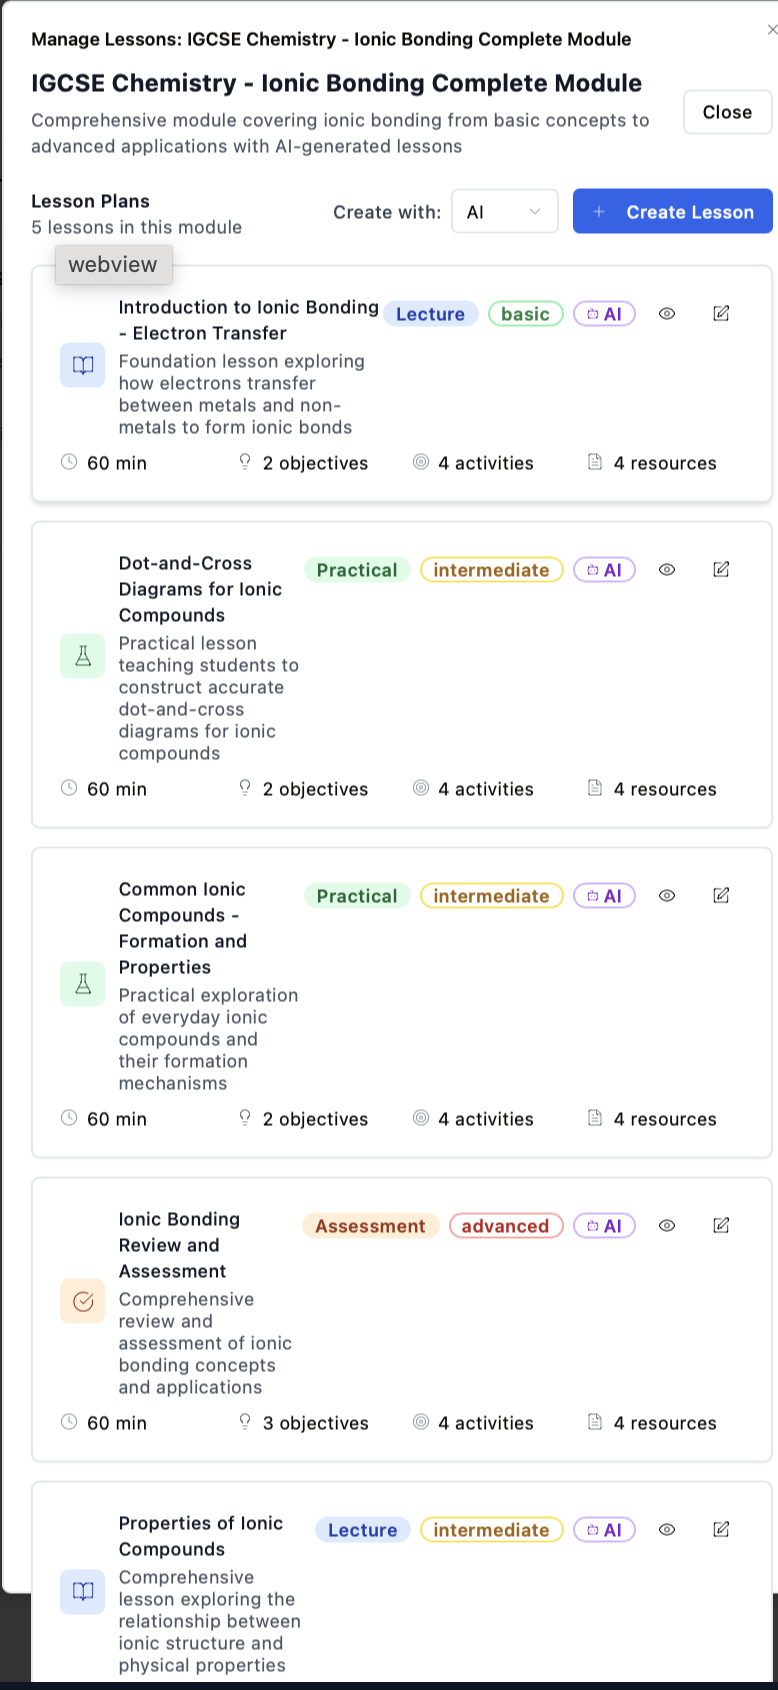 Manage Lessons: IGCSE Chemistry - Ionic Bonding Complete Module
IGCSE Chemistry - Ionic Bonding Complete Module
Comprehensive module covering ionic bonding from basic concepts to
advanced applications with AI-generated lessons
Close
Lesson Plans
5 lessons in this module
Create with:
AI
+ Create Lesson
webview
Introduction to Ionic Bonding
- Electron Transfer
Lecture
basic
AI
Foundation lesson exploring
how electrons transfer
between metals and non-
metals to form ionic bonds
60 min
2 objectives
4 activities
4 resources
Dot-and-Cross
Diagrams for Ionic
Compounds
Practical
intermediate
AI
Practical lesson
teaching students to
construct accurate
dot-and-cross
diagrams for ionic
compounds
60 min
2 objectives
4 activities
4 resources
Common Ionic
Compounds -
Formation and
Properties
Practical
intermediate
AI
Practical exploration
of everyday ionic
compounds and
their formation
mechanisms
60 min
2 objectives
4 activities
4 resources
Ionic Bonding
Review and
Assessment
Assessment
advanced
AI
Comprehensive
review and
assessment of ionic
bonding concepts
and applications
60 min
3 objectives
4 activities
4 resources
Properties of Ionic
Compounds
Lecture
intermediate
AI
Comprehensive
lesson exploring the
relationship between
ionic structure and
physical properties